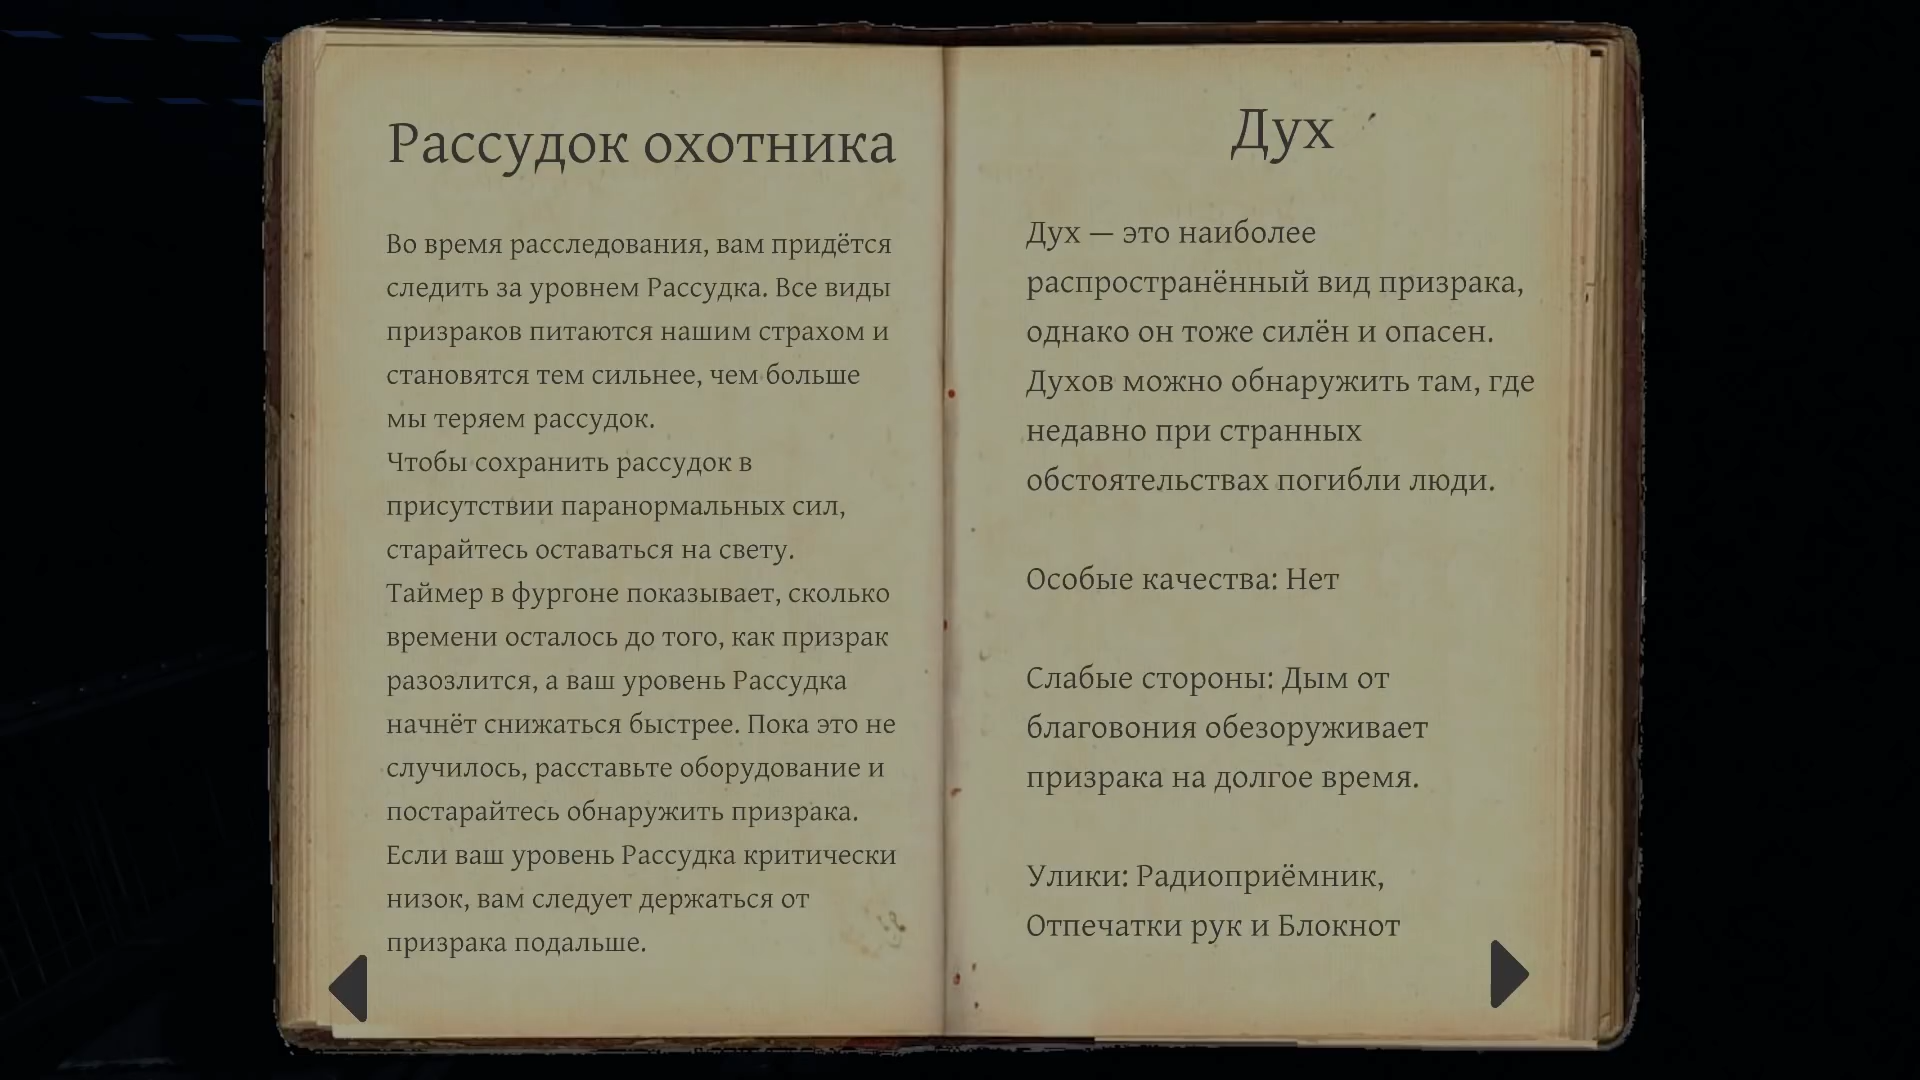 Рассудок охотника
Во время расследования, вам придётся
следить за уровнем Рассудка. Все виды
призраков питаются нашим страхом и
становятся тем сильнее, чем больше
мы теряем рассудок.
Чтобы сохранить рассудок в
присутствии паранормальных сил,
старайтесь оставаться на свету.
Таймер в фургоне показывает, сколько
времени осталось до того, как призрак
разозлится, а ваш уровень Рассудка
начнёт снижаться быстрее. Пока это не
случилось, расставьте оборудование и
постарайтесь обнаружить призрака.
Если ваш уровень Рассудка критически
низок, вам следует держаться от
призрака подальше.
Дух
Дух — это наиболее
распространённый вид призрака,
однако он тоже силён и опасен.
Духов можно обнаружить там, где
недавно при странных
обстоятельствах погибли люди.
Особые качества: Нет
Слабые стороны: Дым от
благовония обезоруживает
призрака на долгое время.
Улики: Радиоприёмник,
Отпечатки рук и Блокнот